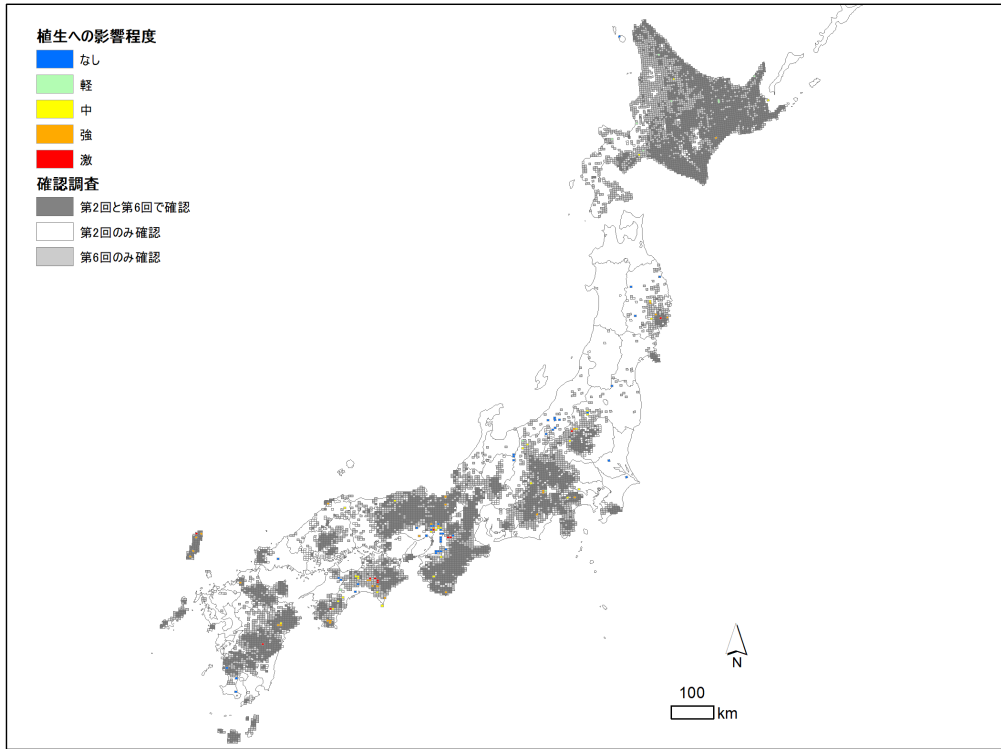 植生への影響程度
なし
軽
中
強
激
確認調査
第2回と第6回で確認
第2回のみ確認
第6回のみ確認
N
100
km